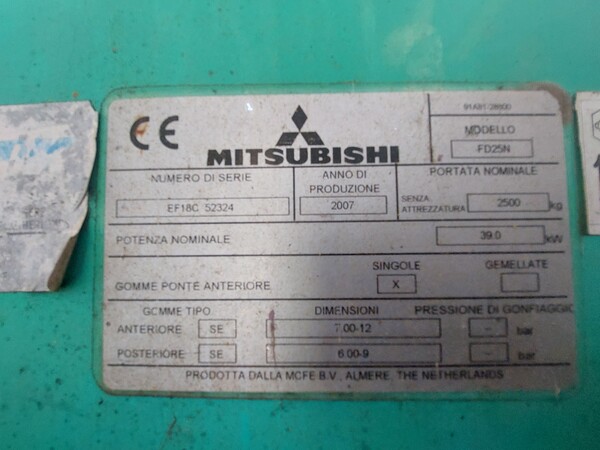 CE
MITSUBISHI
MODELLO
FD25N
NUMERO DI SERIE
EF18C 52324
ANNO DI PRODUZIONE
2007
PORTATA NOMINALE
SENZA ATTREZZATURA 2500 kg
POTENZA NOMINALE 39.0 kW
SINGOLE GEMELLATE
GOMME PONTE ANTERIORE X
GOMME TIPO DIMENSIONI PRESSIONE DI GONFIAGGIO
ANTERIORE SE 7.00-12 - bar
POSTERIORE SE 6.00-9 - bar
PRODOTTA DALLA MCFE B.V., ALMERE, THE NETHERLANDS